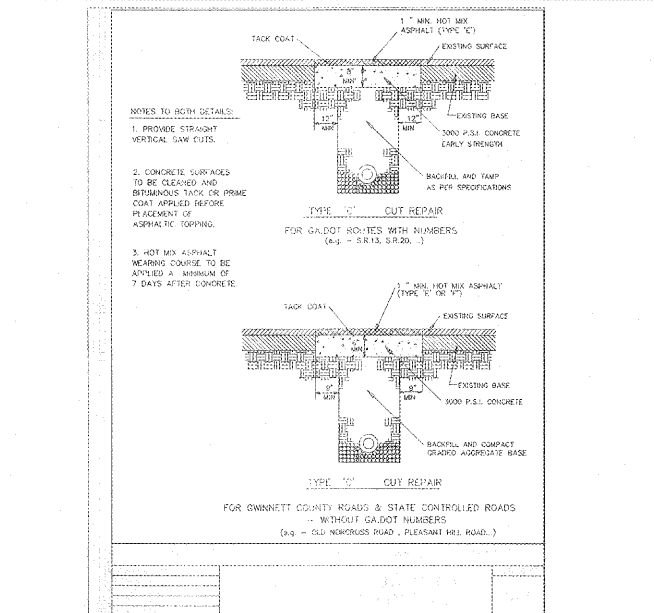 1 " MIN. HOT MIX
ASPHALT (TYPE 'E')
TACK COAT
EXISTING SURFACE
8"
MIN
NOTES TO BOTH DETAILS:
12"
MIN
12"
MIN
EXISTING BASE
1. PROVIDE STRAIGHT
VERTICAL SAW CUTS.
3000 P.S.I. CONCRETE
EARLY STRENGTH
2. CONCRETE SURFACES
TO BE CLEANED AND
BITUMINOUS TACK OR PRIME
COAT APPLIED BEFORE
PLACEMENT OF
ASPHALTIC TOPPING.
BACKFILL AND TAMP
AS PER SPECIFICATIONS
TYPE CUT REPAIR
FOR GA.DOT ROUTES WITH NUMBERS
(e.g. - S.R.13, S.R.20, ..)
3. HOT MIX ASPHALT
WEARING COURSE TO BE
APPLIED A MINIMUM OF
7 DAYS AFTER CONCRETE.
1 " MIN. HOT MIX ASPHALT
(TYPE 'E' OR 'F')
TACK COAT
EXISTING SURFACE
MIN
9"
MIN
9"
MIN
EXISTING BASE
3000 P.S.I. CONCRETE
BACKFILL AND COMPACT
GRADED AGGREGATE BASE
TYPE 'C' CUT REPAIR
FOR GWINNETT COUNTY ROADS & STATE CONTROLLED ROADS
- WITHOUT GA.DOT NUMBERS
(e.g. - OLD NORCROSS ROAD , PLEASANT HILL ROAD...)